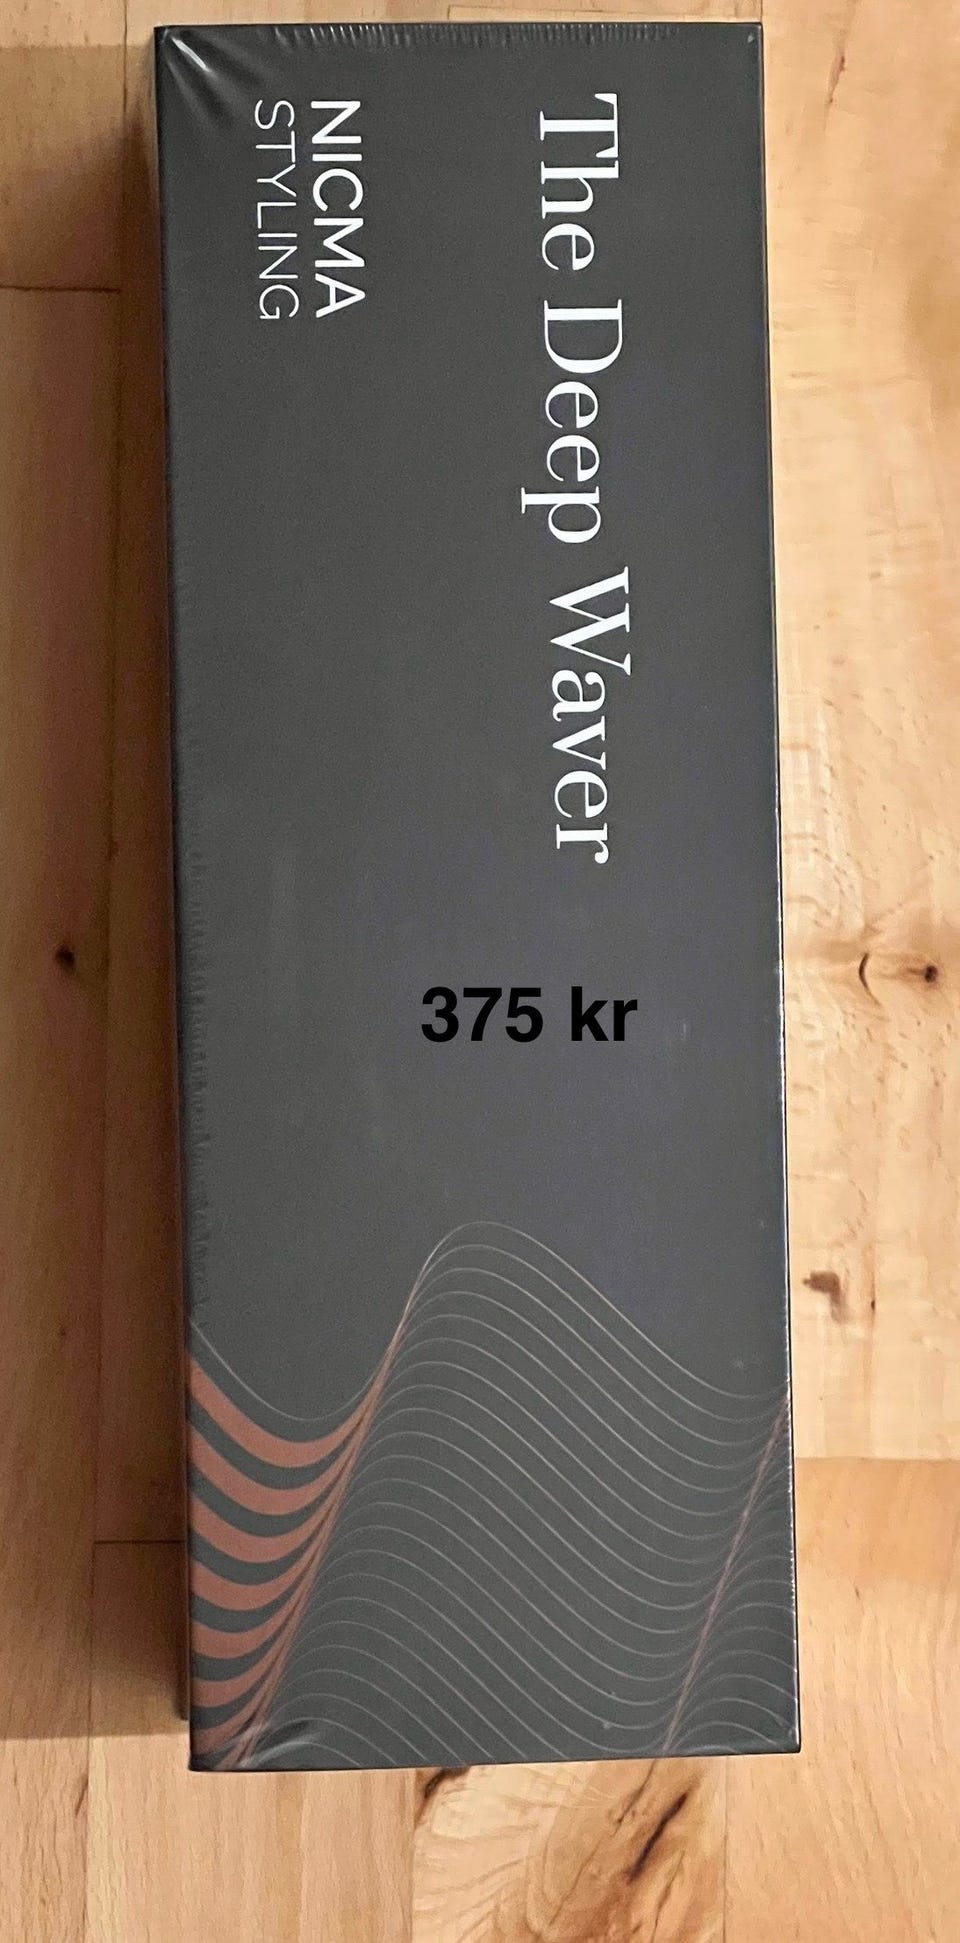 The Deep Waver
NICMA
STYLING
375 kr